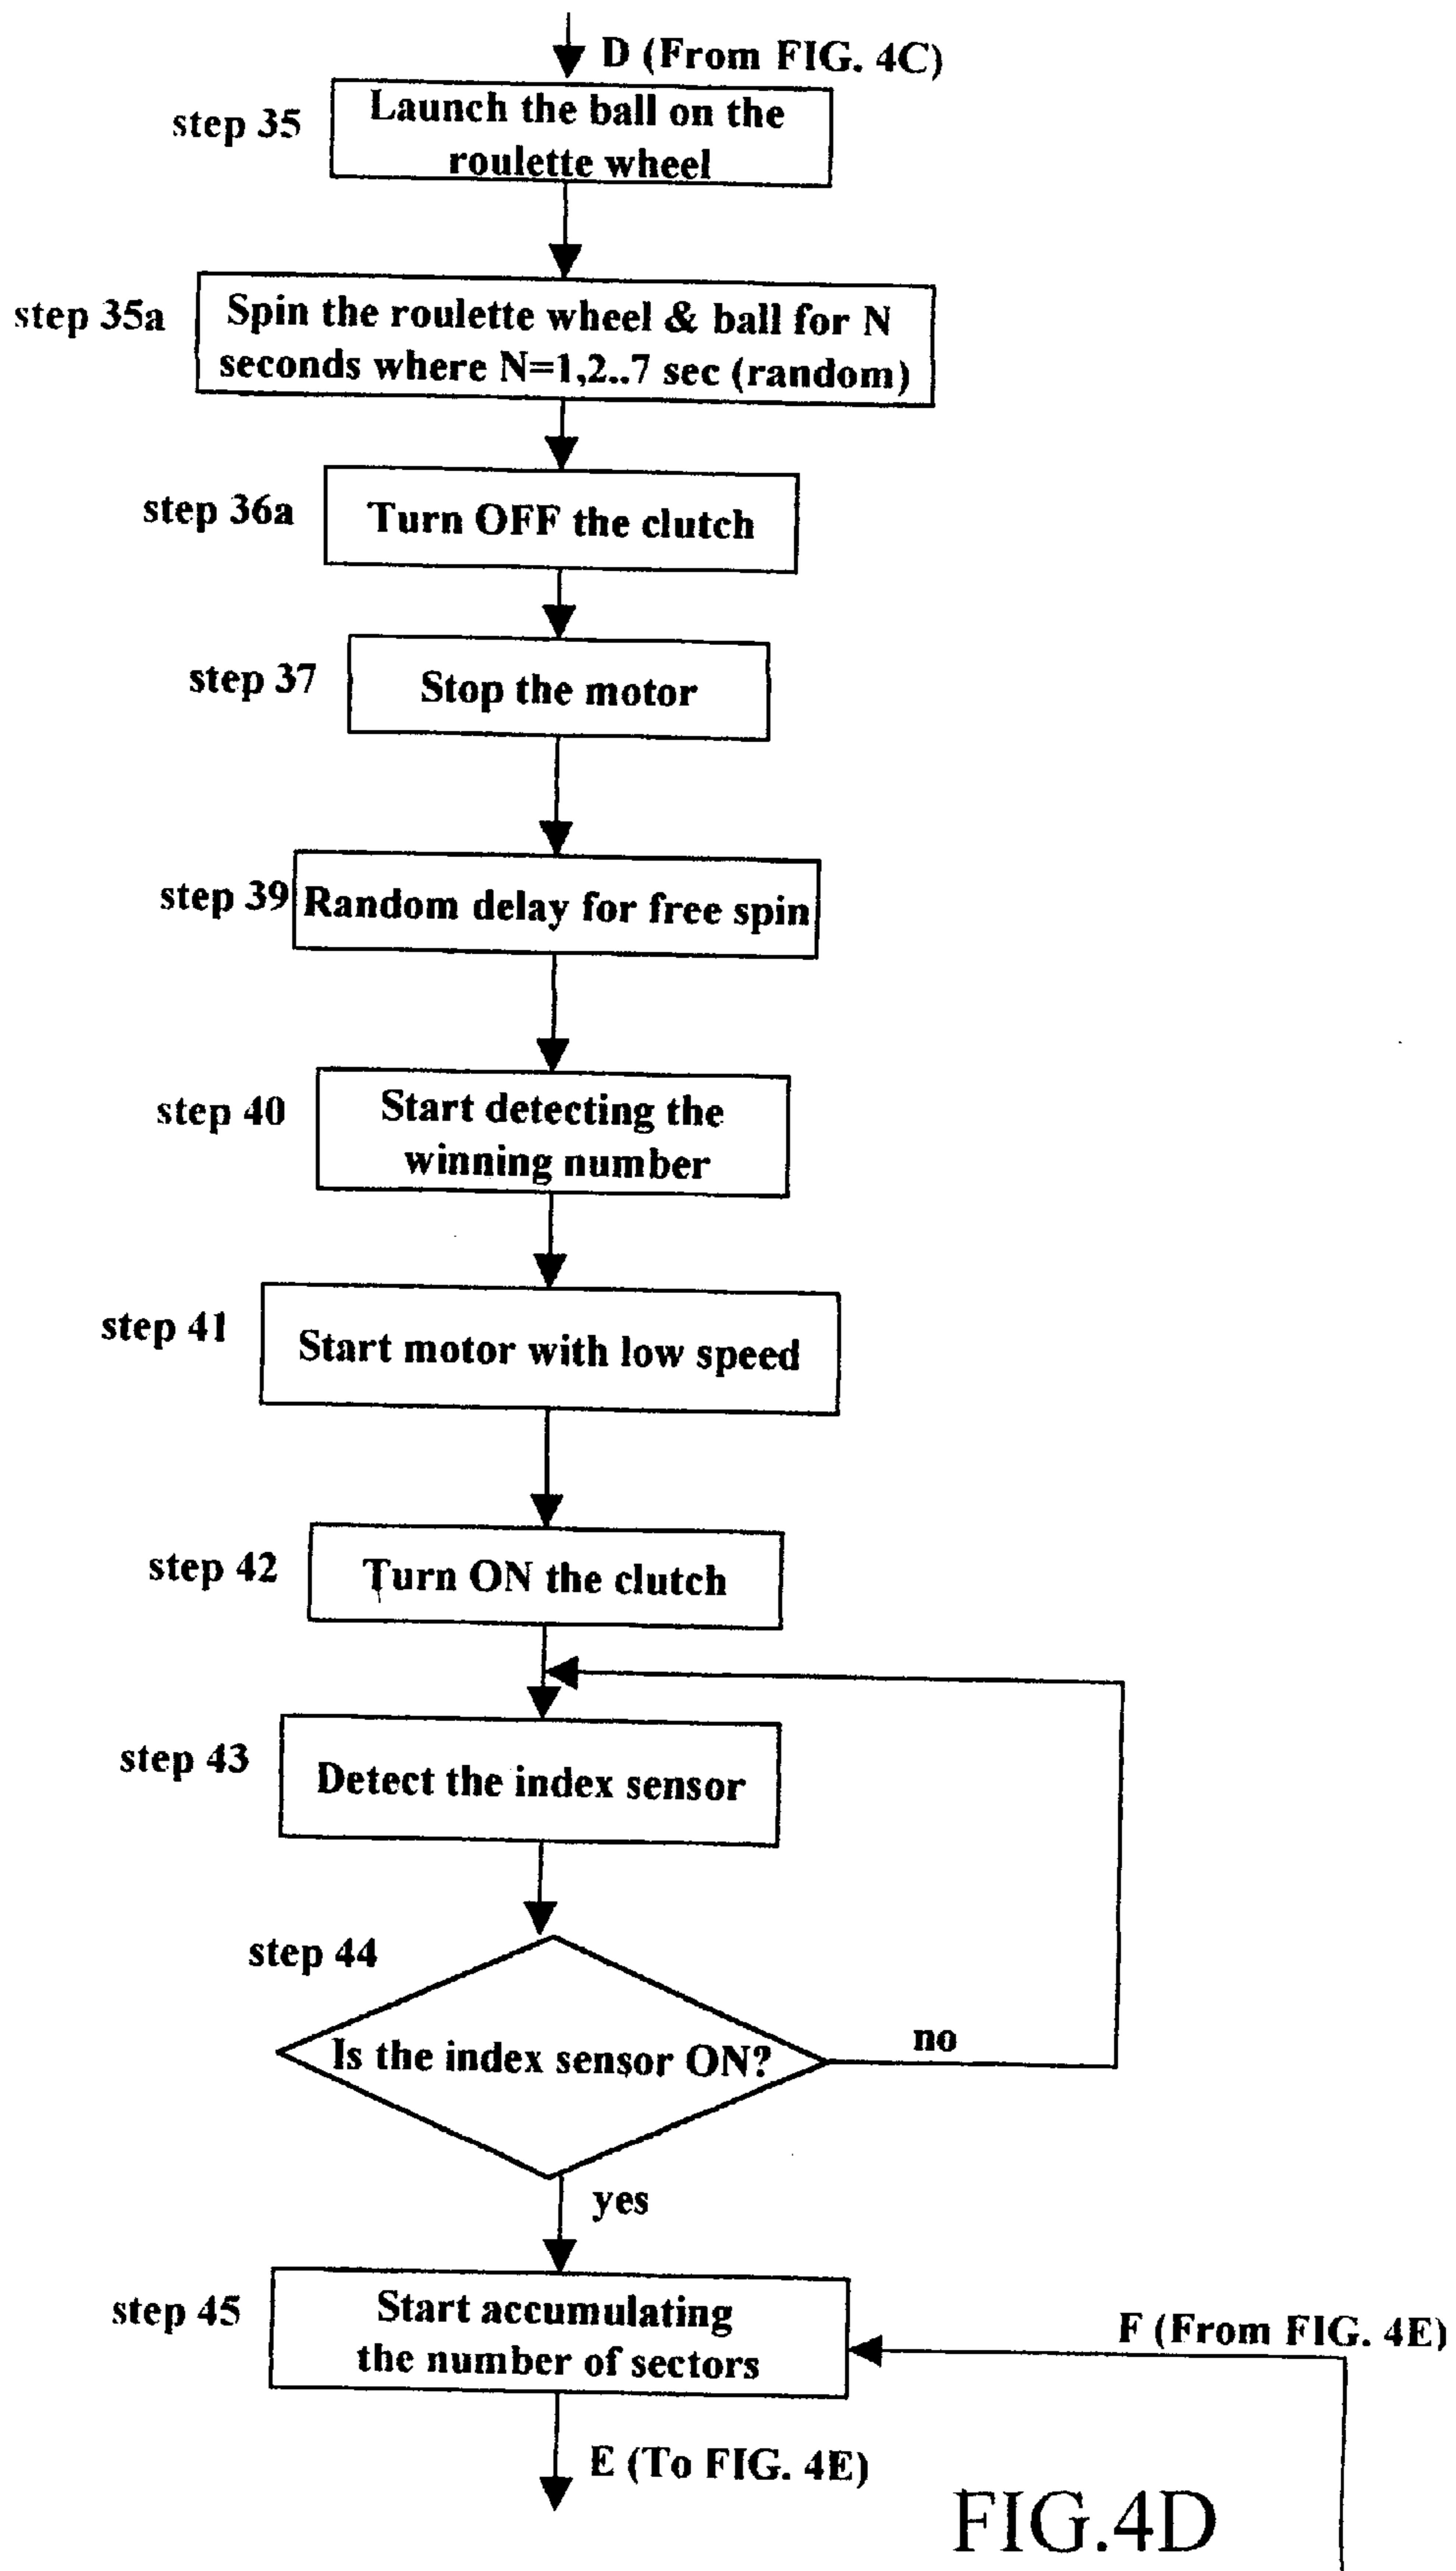 D (From FIG. 4C)
step 35
Launch the ball on the
roulette wheel
step 35a
Spin the roulette wheel & ball for N
seconds where N=1,2..7 sec (random)
step 36a
Turn OFF the clutch
step 37
Stop the motor
step 39
Random delay for free spin
step 40
Start detecting the
winning number
step 41
Start motor with low speed
step 42
Turn ON the clutch
step 43
Detect the index sensor
step 44
Is the index sensor ON?
no
yes
step 45
Start accumulating
the number of sectors
F (From FIG. 4E)
E (To FIG. 4E)
FIG.4D